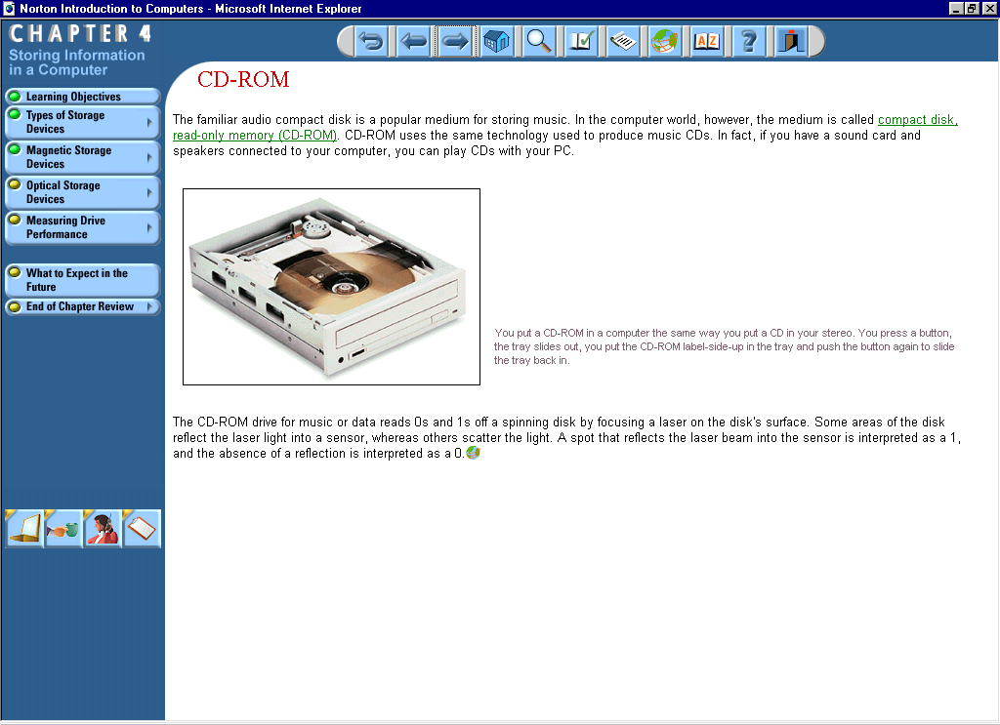 Norton Introduction to Computers - Microsoft Internet Explorer
CHAPTER 4
Storing Information
in a Computer
Learning Objectives
Types of Storage
Devices
Magnetic Storage
Devices
Optical Storage
Devices
Measuring Drive
Performance
What to Expect in the
Future
End of Chapter Review
A Z
?
CD-ROM
The familiar audio compact disk is a popular medium for storing music. In the computer world, however, the medium is called compact disk,
read-only memory (CD-ROM). CD-ROM uses the same technology used to produce music CDs. In fact, if you have a sound card and
speakers connected to your computer, you can play CDs with your PC.
You put a CD-ROM in a computer the same way you put a CD in your stereo. You press a button,
the tray slides out, you put the CD-ROM label-side-up in the tray and push the button again to slide
the tray back in.
The CD-ROM drive for music or data reads 0s and 1s off a spinning disk by focusing a laser on the disk's surface. Some areas of the disk
reflect the laser light into a sensor, whereas others scatter the light. A spot that reflects the laser beam into the sensor is interpreted as a 1,
and the absence of a reflection is interpreted as a 0.